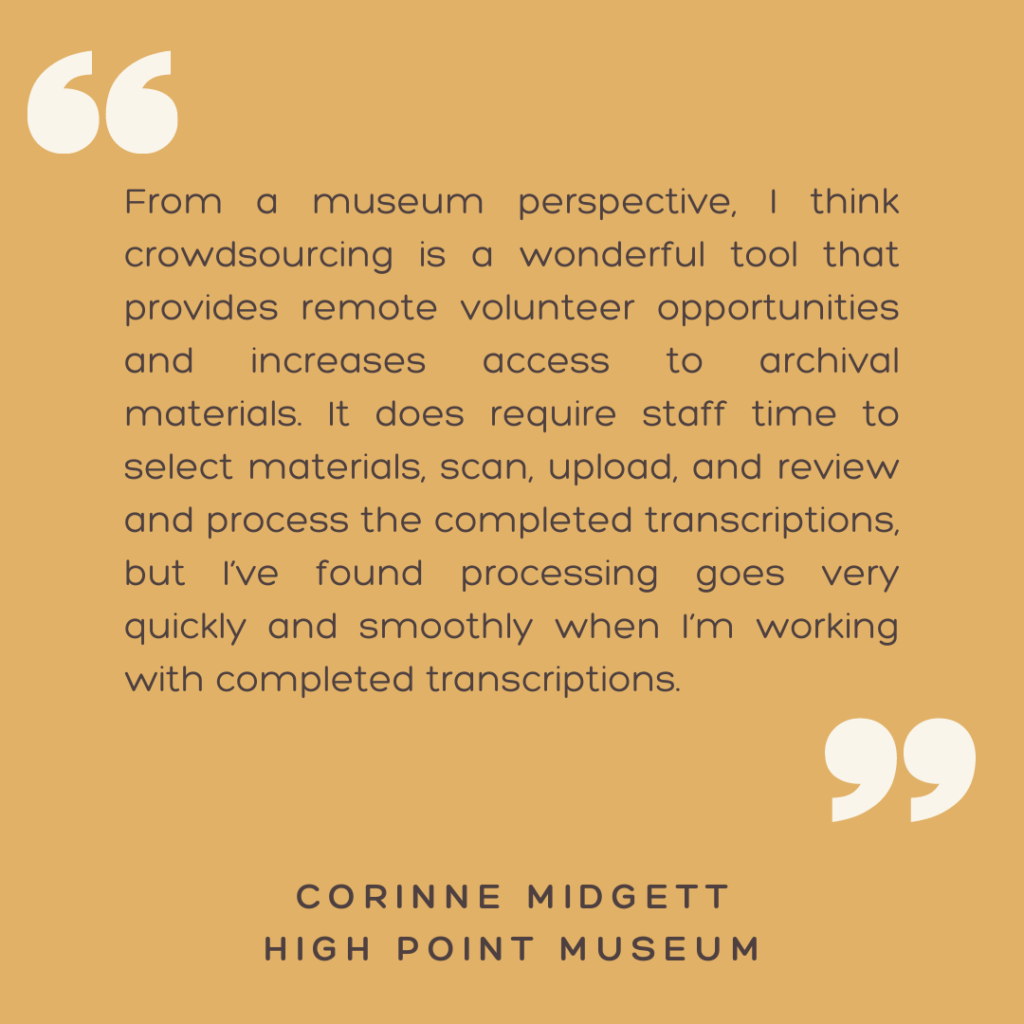 From a museum perspective, I think
crowdsourcing is a wonderful tool that
provides remote volunteer opportunities
and increases access to archival
materials. It does require staff time to
select materials, scan, upload, and review
and process the completed transcriptions,
but I’ve found processing goes very
quickly and smoothly when I’m working
with completed transcriptions.
CORINNE MIDGETT
HIGH POINT MUSEUM